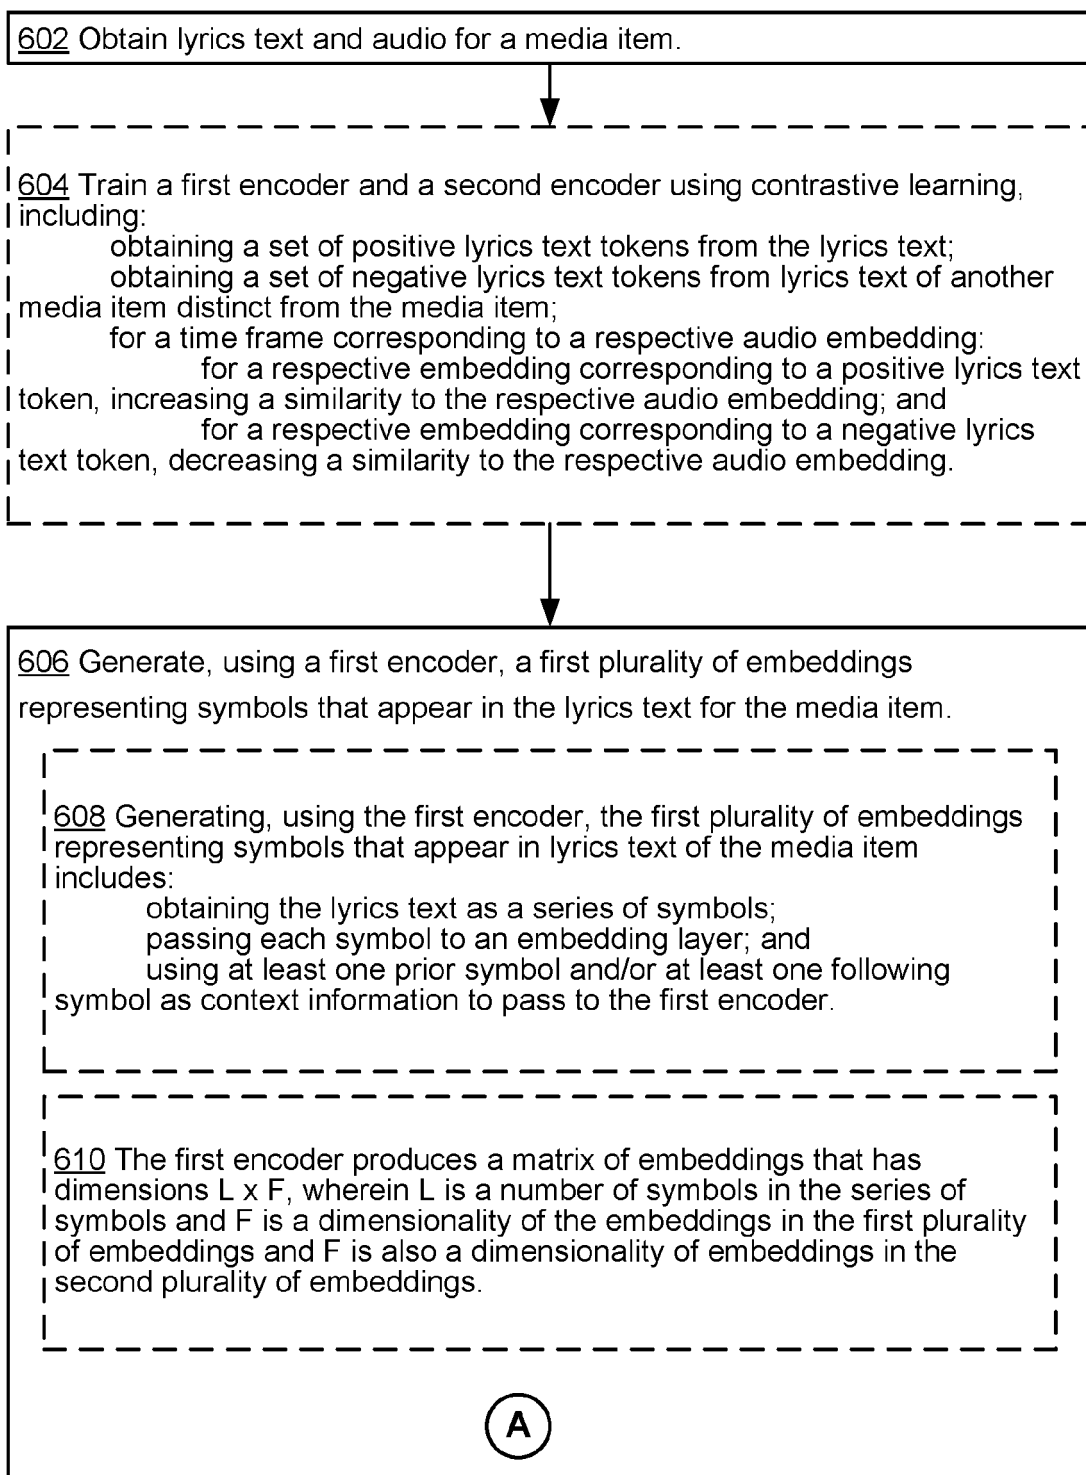 602 Obtain lyrics text and audio for a media item.
604 Train a first encoder and a second encoder using contrastive learning,
including:
obtaining a set of positive lyrics text tokens from the lyrics text;
obtaining a set of negative lyrics text tokens from lyrics text of another
media item distinct from the media item;
for a time frame corresponding to a respective audio embedding:
for a respective embedding corresponding to a positive lyrics text
token, increasing a similarity to the respective audio embedding; and
for a respective embedding corresponding to a negative lyrics
text token, decreasing a similarity to the respective audio embedding.
606 Generate, using a first encoder, a first plurality of embeddings
representing symbols that appear in the lyrics text for the media item.
608 Generating, using the first encoder, the first plurality of embeddings
representing symbols that appear in lyrics text of the media item
includes:
obtaining the lyrics text as a series of symbols;
passing each symbol to an embedding layer; and
using at least one prior symbol and/or at least one following
symbol as context information to pass to the first encoder.
610 The first encoder produces a matrix of embeddings that has
dimensions L x F, wherein L is a number of symbols in the series of
symbols and F is a dimensionality of the embeddings in the first plurality
of embeddings and F is also a dimensionality of embeddings in the
second plurality of embeddings.
A